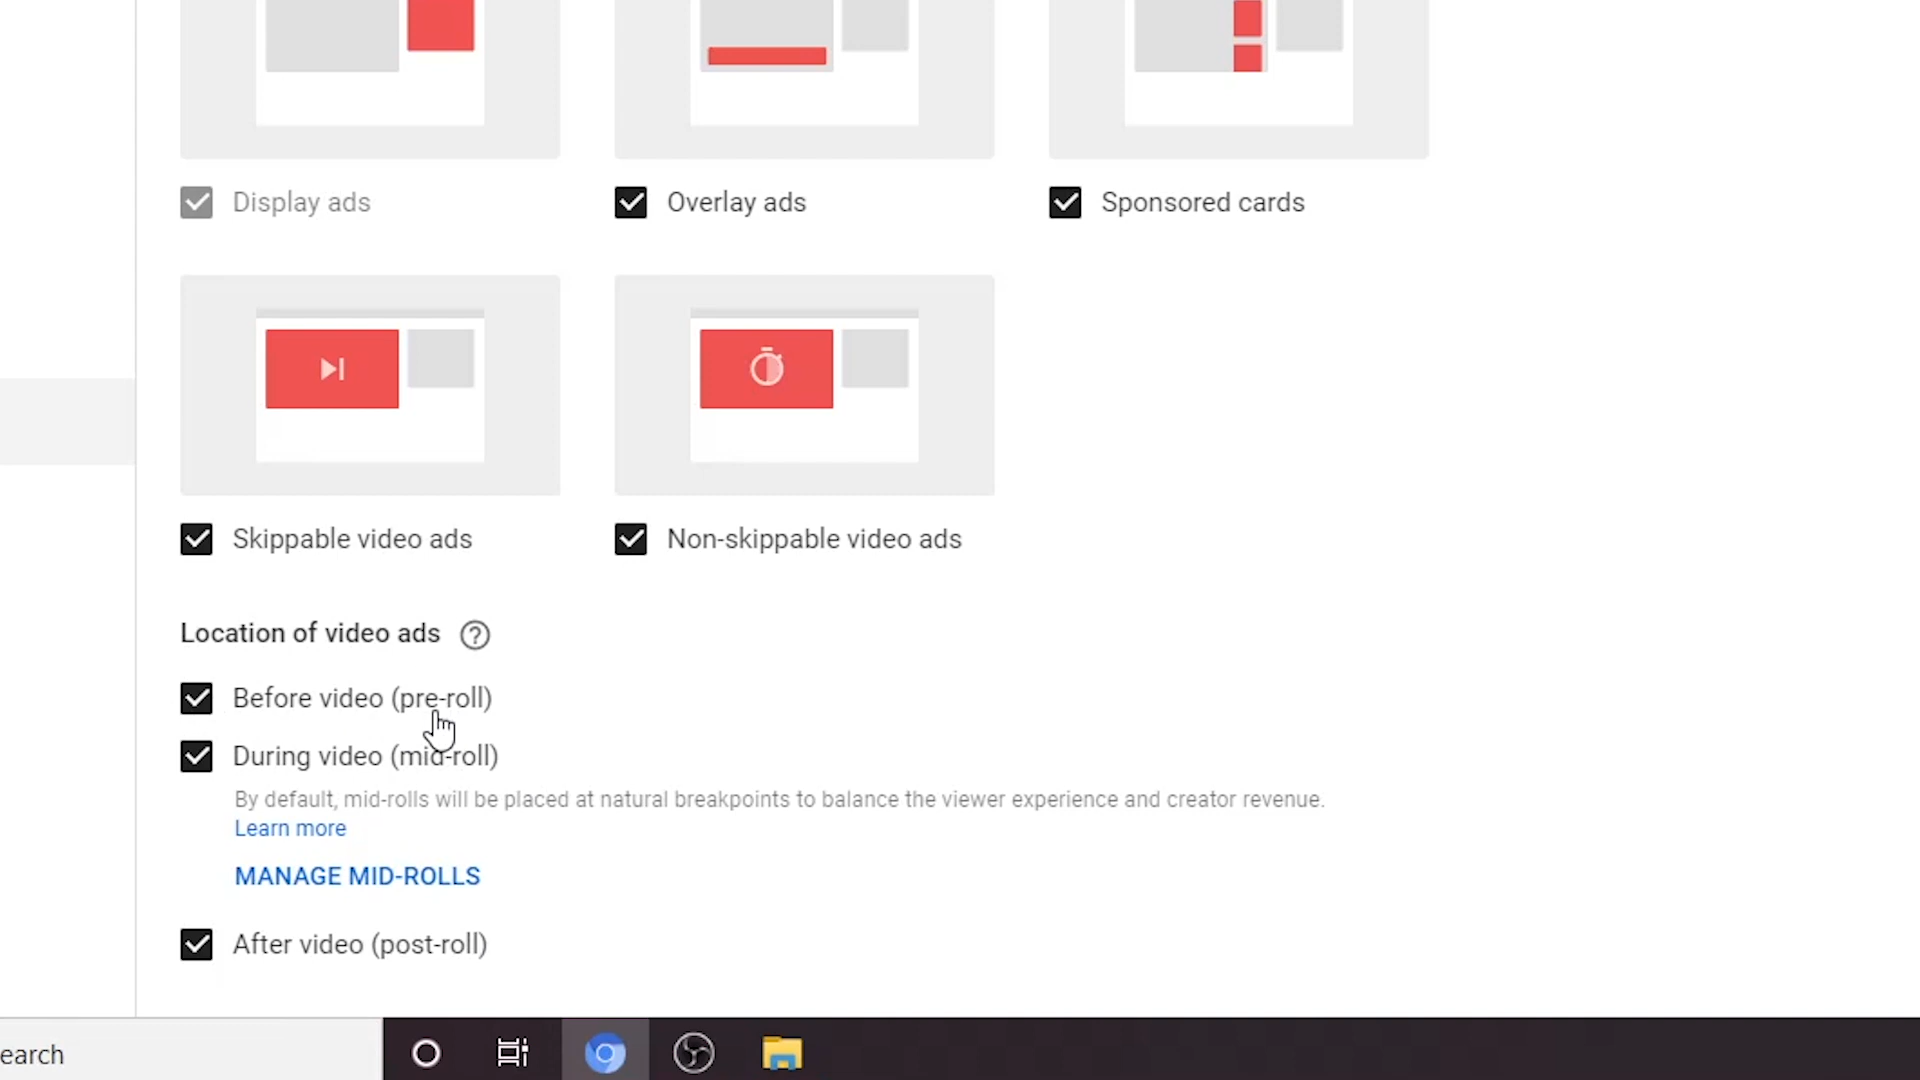 Display ads
Overlay ads
Sponsored cards
Skippable video ads
Non-skippable video ads
Location of video ads
Before video (pre-roll)
During video (mid-roll)
By default, mid-rolls will be placed at natural breakpoints to balance the viewer experience and creator revenue.
Learn more
MANAGE MID-ROLLS
After video (post-roll)
earch